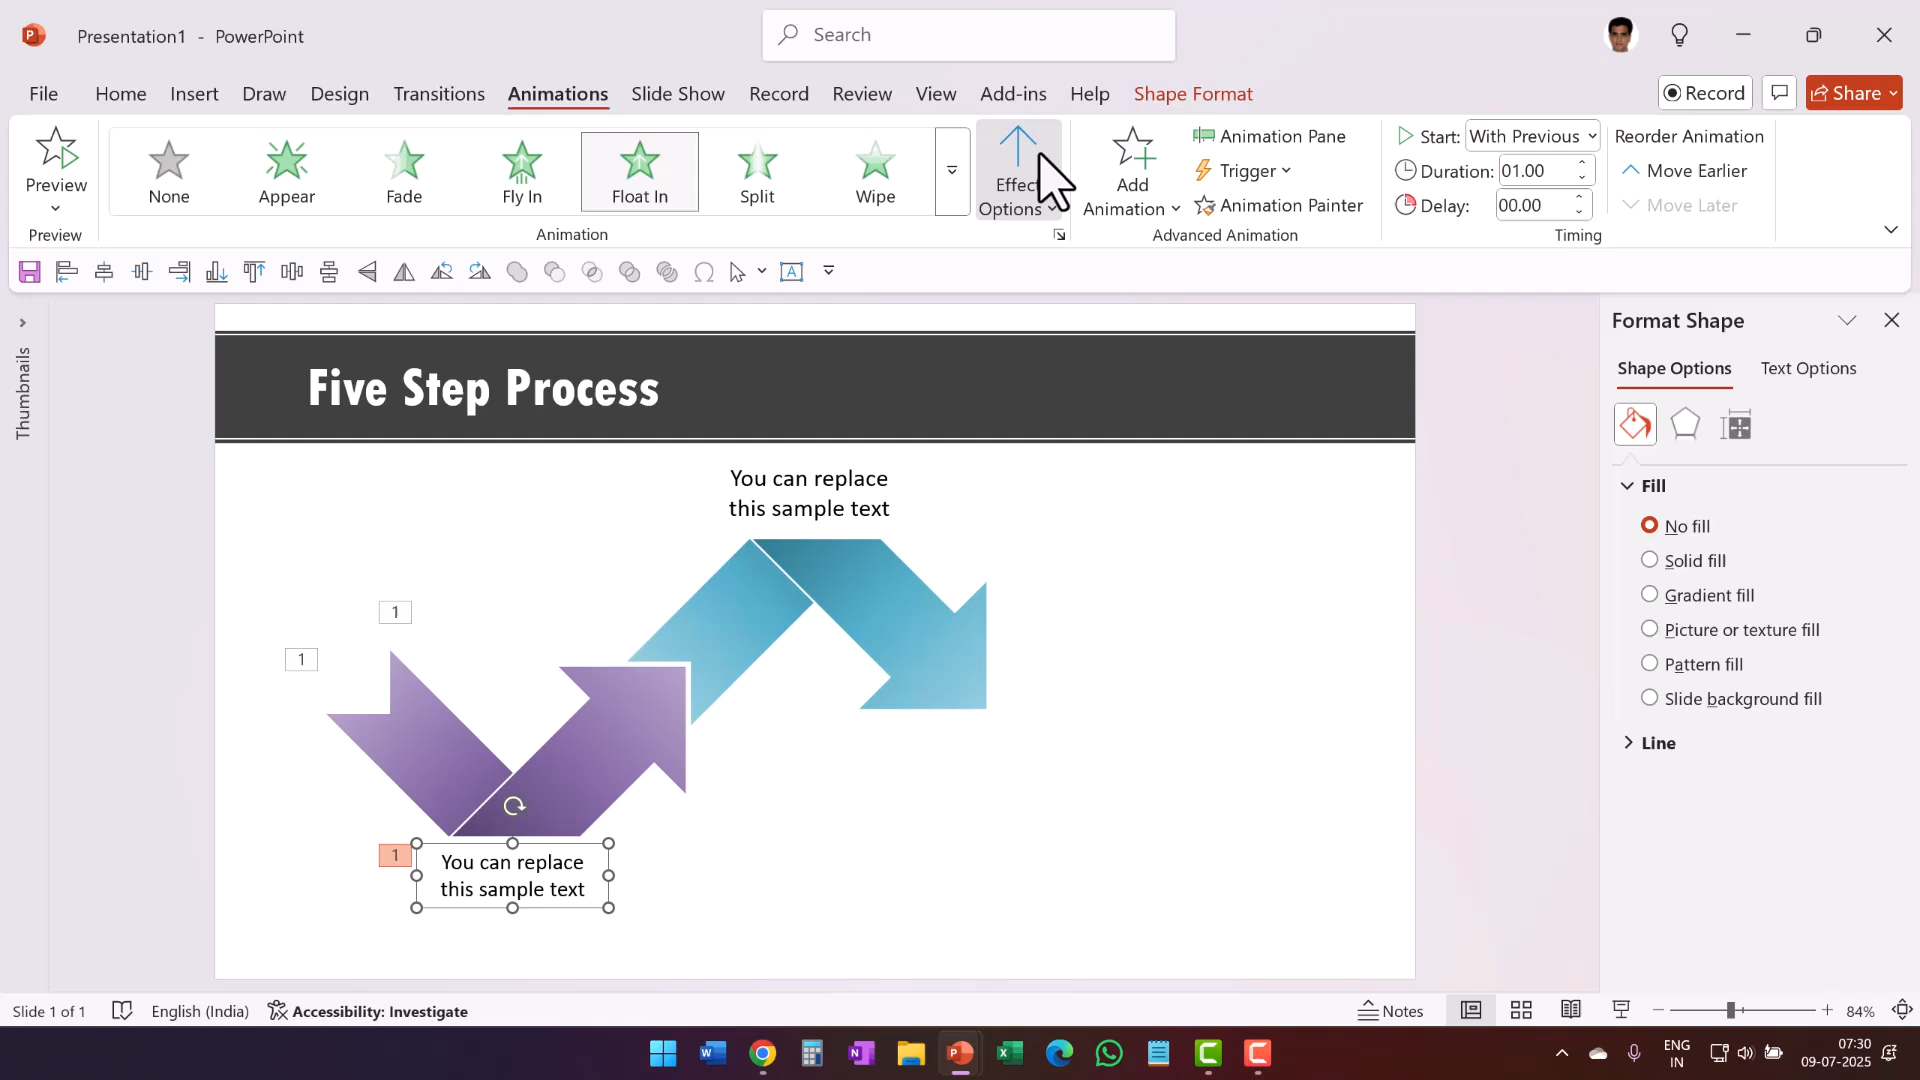 Presentation1 - PowerPoint
Search
File Home Insert Draw Design Transitions Animations Slide Show Record Review View Add-ins Help Shape Format
Record
Share
Preview
None
Appear
Fade
Fly In
Float In
Split
Wipe
Effect
Options
Add
Animation
Animation Pane
Trigger
Animation Painter
Start: With Previous
Duration: 01.00
Delay: 00.00
Reorder Animation
Move Earlier
Move Later
Preview
Animation
Advanced Animation
Timing
Thumbnails
Five Step Process
You can replace
this sample text
1
1
1
You can replace
this sample text
Format Shape
Shape Options Text Options
Fill
No fill
Solid fill
Gradient fill
Picture or texture fill
Pattern fill
Slide background fill
Line
Slide 1 of 1 English (India) Accessibility: Investigate
Notes
84%
ENG
IN
07:30
09-07-2025